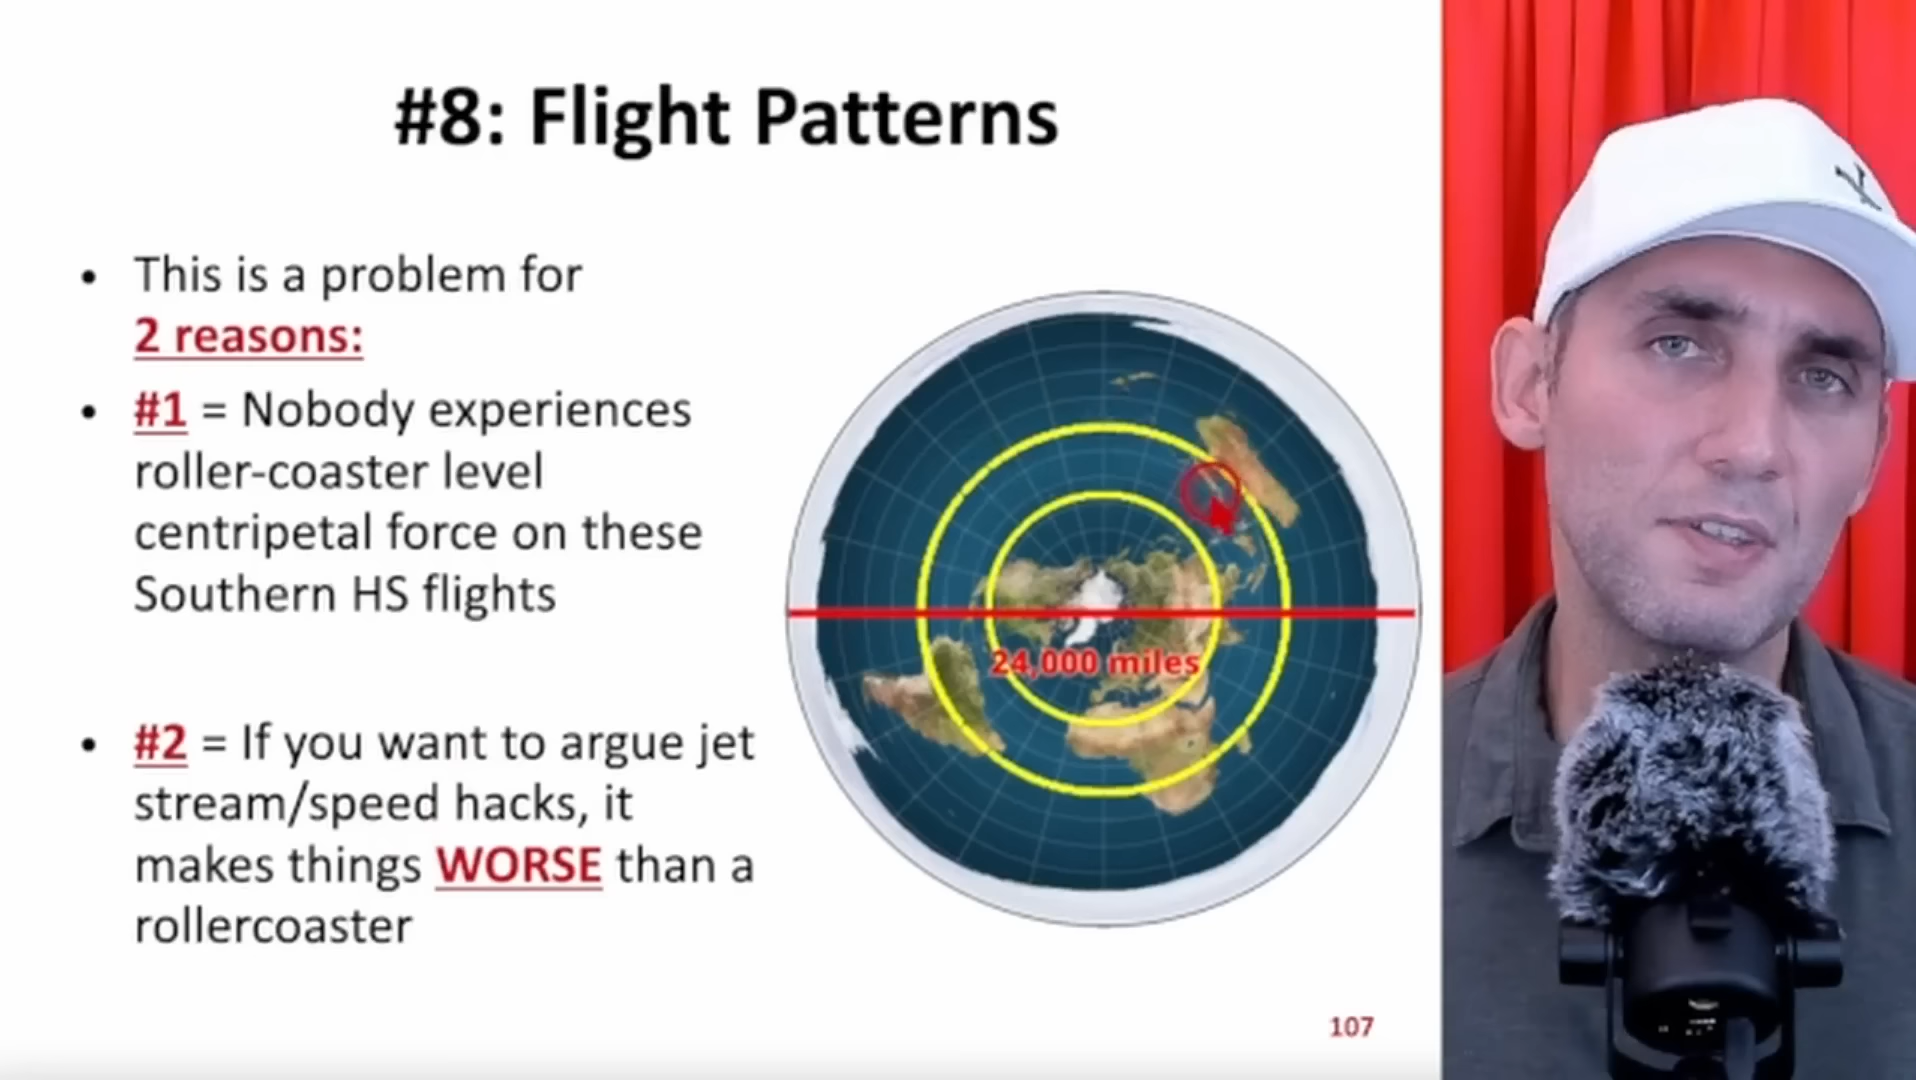 #8: Flight Patterns
• This is a problem for
2 reasons:
• #1 = Nobody experiences
roller-coaster level
centripetal force on these
Southern HS flights
• #2 = If you want to argue jet
stream/speed hacks, it
makes things WORSE than a
rollercoaster
24,000 miles
107